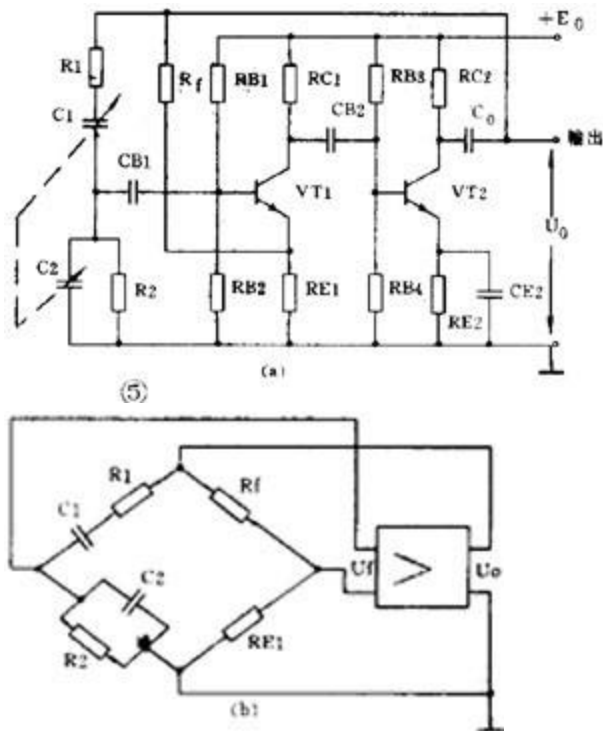 +E0
R1
Rf
RB1
RC1
RB3
RC2
C1
CB2
C0
輸出
CB1
VT1
VT2
U0
C2
R2
RB2
RE1
RB4
RE2
CE2
(a)
⑤
R1
Rf
C1
C2
Uf
>
Uo
R2
RE1
(b)